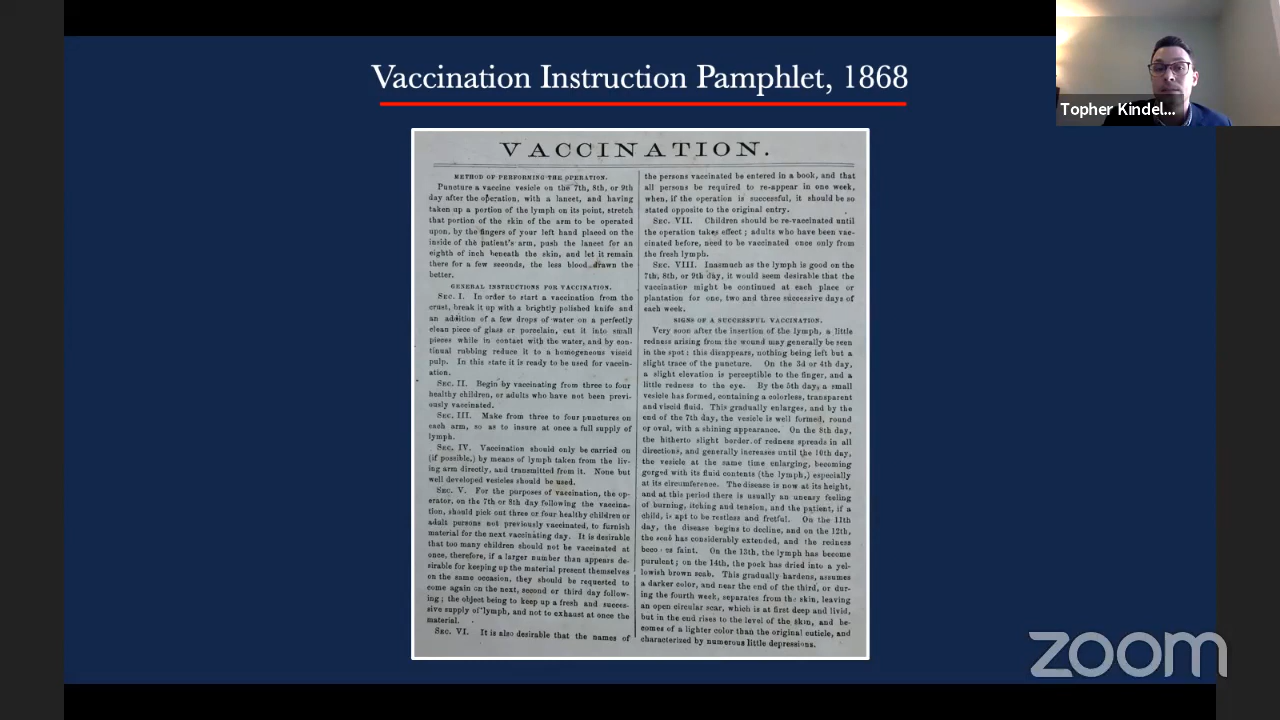 Vaccination Instruction Pamphlet, 1868
Topher Kindel...
VACCINATION.
METHOD OF PERFORMING THE OPERATION.
Puncture a vaccine vesicle on the 7th, 8th, or 9th
day after the operation, with a lancet, and having
taken up a portion of the lymph on its point, stretch
that portion of the skin of the arm to be operated
upon, by the fingers of your left hand placed on the
inside of the patient's arm, push the lancet for an
eighth of inch beneath the skin, and let it remain
there for a few seconds, the less blood drawn the
better.
GENERAL INSTRUCTIONS FOR VACCINATION.
SEC. I. In order to start a vaccination from the
crust, break it up with a brightly polished knife and
an addition of a few drops of water on a perfectly
clean piece of glass or porcelain, cut it into small
pieces while in contact with the water, and by con-
tinual rubbing reduce it to a homogeneous viscid
pulp. In this state it is ready to be used for vaccin-
ation.
SEC. II. Begin by vaccinating from three to four
healthy children, or adults who have not been previ-
ously vaccinated.
SEC. III. Make from three to four punctures on
each arm, so as to insure at once a full supply of
lymph.
SEC. IV. Vaccination should only be carried on
(if possible,) by means of lymph taken from the liv-
ing arm directly, and transmitted from it. None but
well developed vesicles should be used.
SEC. V. For the purposes of vaccination, the op-
erator, on the 7th or 8th day following the vaccina-
tion, should pick out three or four healthy children or
adult persons not previously vaccinated, to furnish
material for the next vaccinating day. It is desirable
that too many children should not be vaccinated at
once, therefore, if a larger number than appears de-
sirable for keeping up the material present themselves
on the same occasion, they should be requested to
come again on the next, second or third day follow-
ing; the object being to keep up a fresh and succes-
sive supply of lymph, and not to exhaust at once the
material.
SEC. VI. It is also desirable that the names of
the persons vaccinated be entered in a book, and that
all persons be required to re-appear in one week,
when, if the operation is successful, it should be so
stated opposite to the original entry.
SEC. VII. Children should be re-vaccinated until
the operation takes effect; adults who have been vac-
cinated before, need to be vaccinated once only from
the fresh lymph.
SEC. VIII. Inasmuch as the lymph is good on the
7th, 8th, or 9th day, it would seem desirable that the
vaccination might be continued at each place or
plantation for one, two and three successive days of
each week.
SIGNS OF A SUCCESSFUL VACCINATION.
Very soon after the insertion of the lymph, a little
redness arising from the wound may generally be seen
in the spot; this disappears, nothing being left but a
slight trace of the puncture. On the 3d or 4th day,
a slight elevation is perceptible to the finger, and a
little redness to the eye. By the 5th day, a small
vesicle has formed, containing a colorless, transparent
and viscid fluid. This gradually enlarges, and by the
end of the 7th day, the vesicle is well formed, round
or oval, with a shining appearance. On the 8th day,
the hitherto slight border of redness spreads in all
directions, and generally increases until the 10th day,
the vesicle at the same time enlarging, becoming
gorged with its fluid contents (the lymph,) especially
at its circumference. The disease is now at its height,
and at this period there is usually an uneasy feeling
of burning, itching and tension, and the patient, if a
child, is apt to be restless and fretful. On the 11th
day, the disease begins to decline, and on the 12th,
the scab has considerably extended, and the redness
becomes faint. On the 13th, the lymph has become
purulent; on the 14th, the pock has dried into a yel-
lowish brown scab. This gradually hardens, assumes
a darker color, and near the end of the third, or dur-
ing the fourth week, separates from the skin, leaving
an open circular scar, which is at first deep and livid,
but in the end rises to the level of the skin, and be-
comes of a lighter color than the original cuticle, and
characterized by numerous little depressions.
zoom